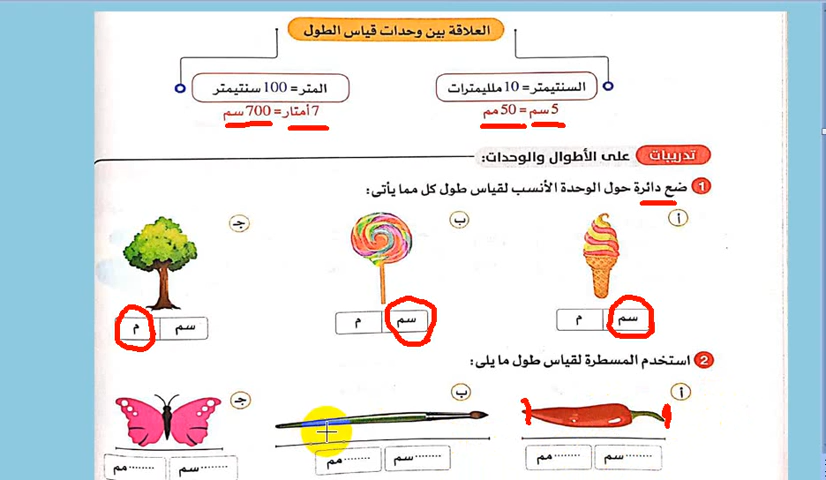 العلاقة بين وحدات قياس الطول
السنتيمتر = 10 ملليمترات
المتر = 100 سنتيمتر
5 سم = 50 مم
7 أمتار = 700 سم
تدريبات على الأطوال والوحدات:
1 ضع دائرة حول الوحدة الأنسب لقياس طول كل مما يأتى:
أ ب جـ
سم م سم م سم م
2 استخدم المسطرة لقياس طول ما يلى:
أ ب جـ
........ سم ........ مم ........ سم ........ مم ........ سم ........ مم